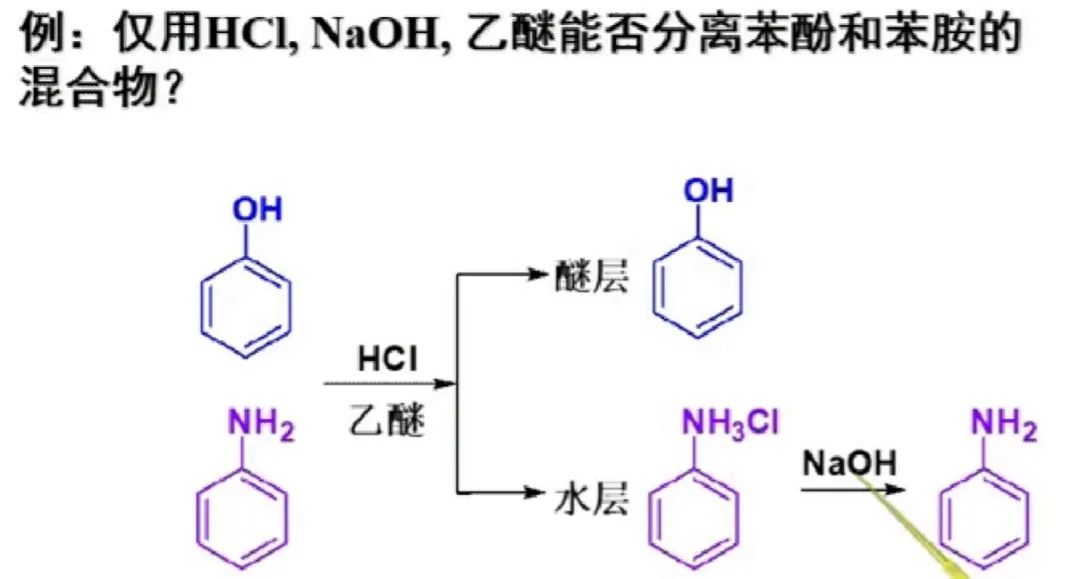 例：仅用HCl, NaOH, 乙醚能否分离苯酚和苯胺的
混合物？
OH
OH
醚层
HCl
乙醚
NH2
NH3Cl
NH2
NaOH
水层